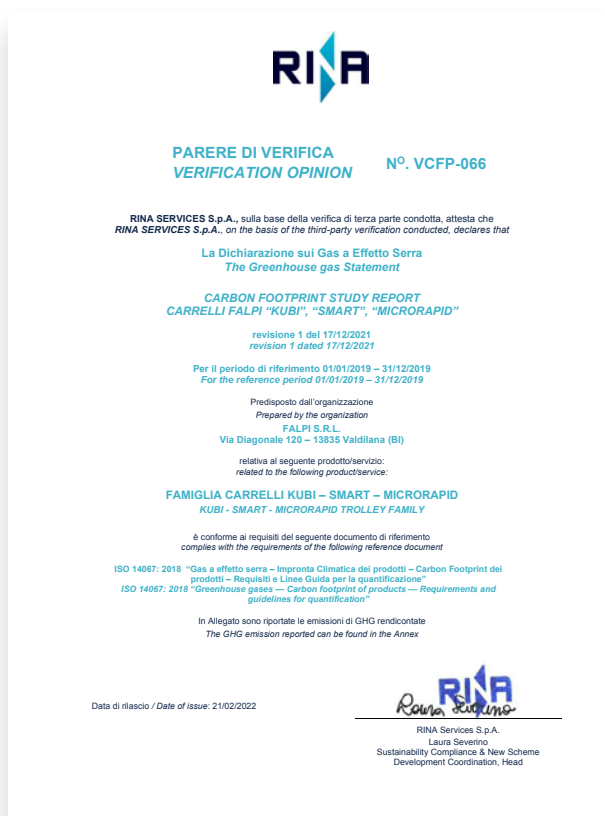 RINA
PARERE DI VERIFICA
VERIFICATION OPINION
Nº. VCFP-066
RINA SERVICES S.p.A., sulla base della verifica di terza parte condotta, attesta che
RINA SERVICES S.p.A., on the basis of the third-party verification conducted, declares that
La Dichiarazione sui Gas a Effetto Serra
The Greenhouse gas Statement
CARBON FOOTPRINT STUDY REPORT
CARRELLI FALPI “KUBI”, “SMART”, “MICRORAPID”
revisione 1 del 17/12/2021
revision 1 dated 17/12/2021
Per il periodo di riferimento 01/01/2019 – 31/12/2019
For the reference period 01/01/2019 – 31/12/2019
Predisposto dall’organizzazione
Prepared by the organization
FALPI S.R.L.
Via Diagonale 120 – 13835 Valdilana (BI)
relativa al seguente prodotto/servizio:
related to the following product/service:
FAMIGLIA CARRELLI KUBI – SMART – MICRORAPID
KUBI - SMART - MICRORAPID TROLLEY FAMILY
è conforme ai requisiti del seguente documento di riferimento
complies with the requirements of the following reference document
ISO 14067: 2018 “Gas a effetto serra – Impronta Climatica dei prodotti – Carbon Footprint dei
prodotti – Requisiti e Linee Guida per la quantificazione”
ISO 14067: 2018 “Greenhouse gases — Carbon footprint of products — Requirements and
guidelines for quantification”
In Allegato sono riportate le emissioni di GHG rendicontate
The GHG emission reported can be found in the Annex
RINA
Laura Severino
Data di rilascio / Date of issue: 21/02/2022
RINA Services S.p.A.
Laura Severino
Sustainability Compliance & New Scheme
Development Coordination, Head